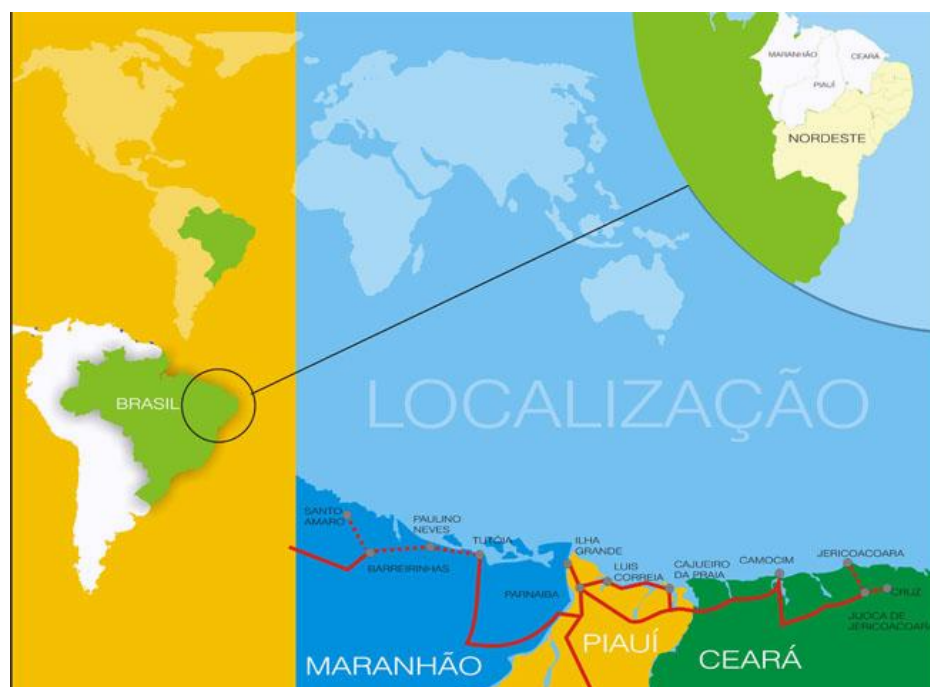 MARANHÃO
CEARÁ
PIAUÍ
NORDESTE
BRASIL
LOCALIZAÇÃO
SANTO
AMARO
PAULINO
NEVES
BARREIRINHAS
TUTÓIA
ILHA
GRANDE
PARNAIBA
LUIS
CORREIA
CAJUEIRO
DA PRAIA
CAMOCIM
JERICOACOARA
CRUZ
JIJOCA DE
JERICOACOARA
MARANHÃO
PIAUÍ
CEARÁ